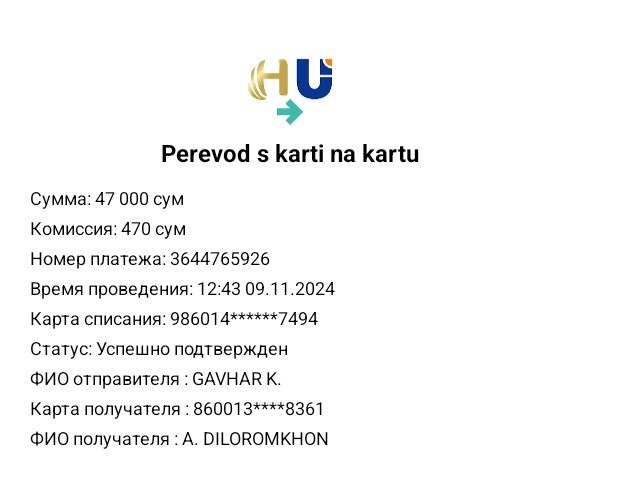 HU
Perevod s karti na kartu
Сумма: 47 000 сум
Комиссия: 470 сум
Номер платежа: 3644765926
Время проведения: 12:43 09.11.2024
Карта списания: 986014******7494
Статус: Успешно подтвержден
ФИО отправителя : GAVHAR K.
Карта получателя : 860013****8361
ФИО получателя : A. DILOROMKHON